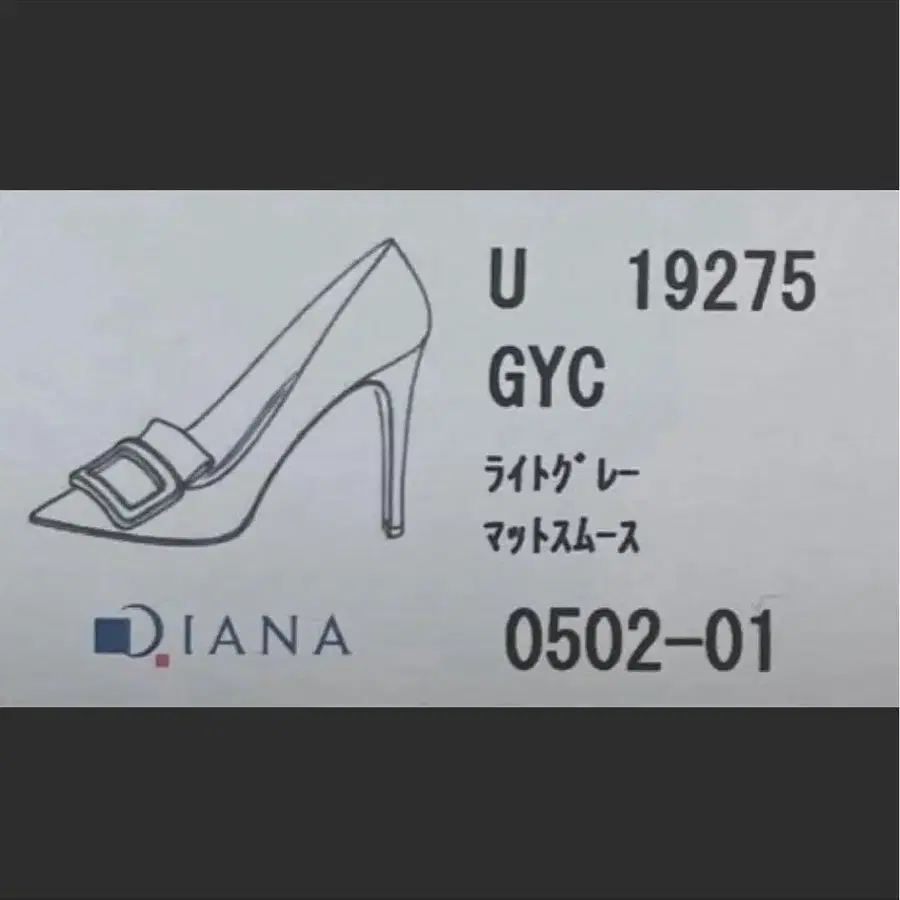 U 19275
GYC
ﾗｲﾄｸﾞﾚｰ
ﾏｯﾄｽﾑｰｽ
DIANA
0502-01